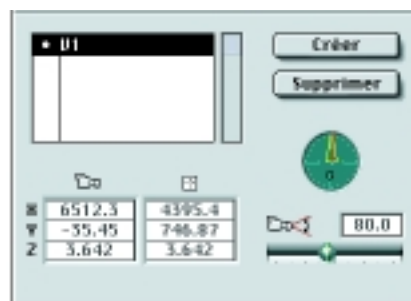 • V1
Créer
Supprimer
0
X 6512.3 4395.4
Y -35.45 746.87
Z 3.642 3.642
80.0